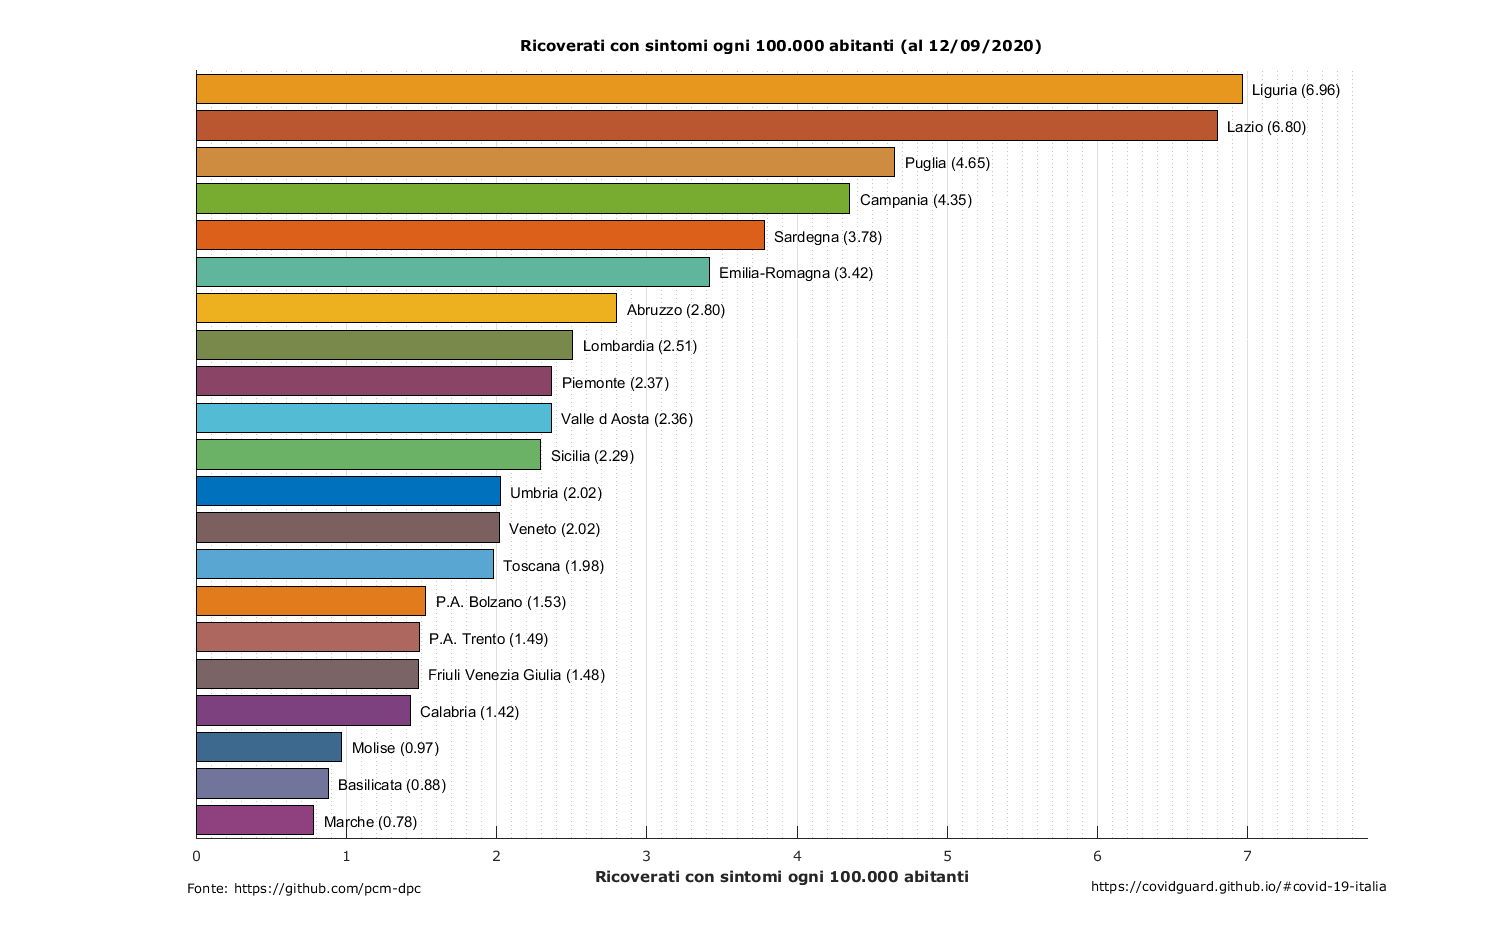 Ricoverati con sintomi ogni 100.000 abitanti (al 12/09/2020)
Liguria (6.96)
Lazio (6.80)
Puglia (4.65)
Campania (4.35)
Sardegna (3.78)
Emilia-Romagna (3.42)
Abruzzo (2.80)
Lombardia (2.51)
Piemonte (2.37)
Valle d Aosta (2.36)
Sicilia (2.29)
Umbria (2.02)
Veneto (2.02)
Toscana (1.98)
P.A. Bolzano (1.53)
P.A. Trento (1.49)
Friuli Venezia Giulia (1.48)
Calabria (1.42)
Molise (0.97)
Basilicata (0.88)
Marche (0.78)
0 1 2 3 4 5 6 7
Ricoverati con sintomi ogni 100.000 abitanti
Fonte: https://github.com/pcm-dpc
https://covidguard.github.io/#covid-19-italia